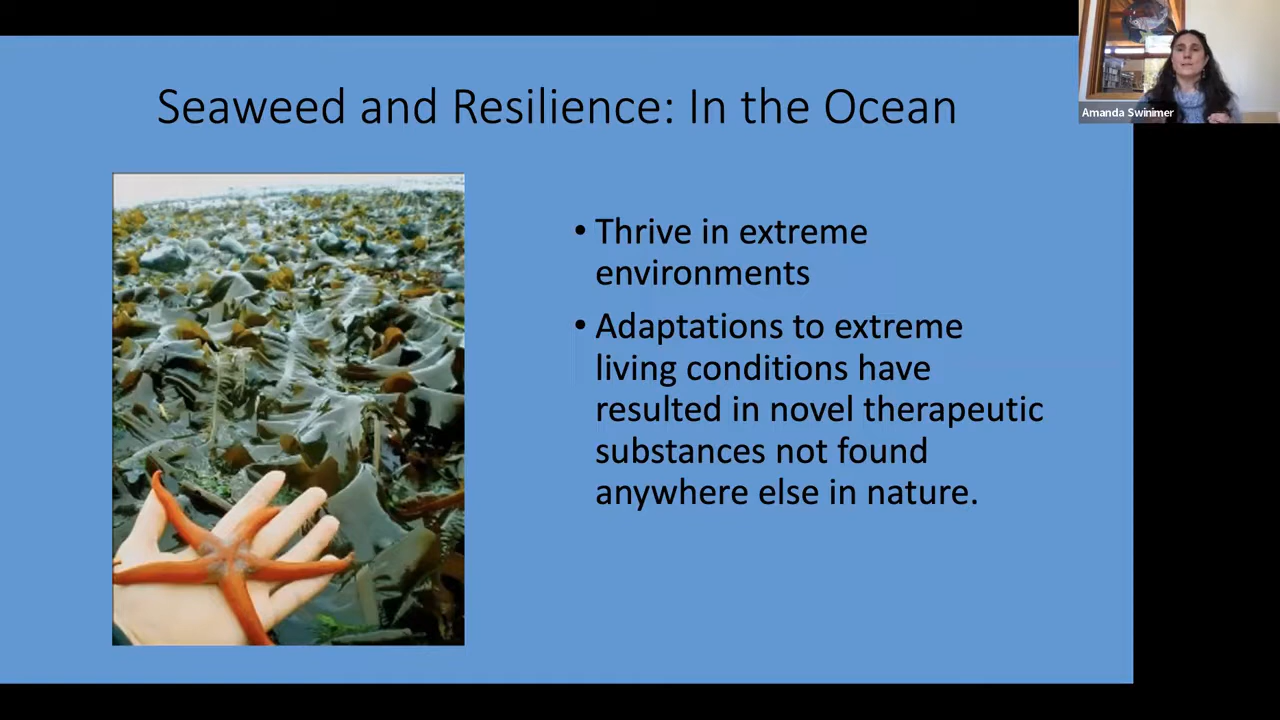 Seaweed and Resilience: In the Ocean
Amanda Swinimer
• Thrive in extreme
environments
• Adaptations to extreme
living conditions have
resulted in novel therapeutic
substances not found
anywhere else in nature.